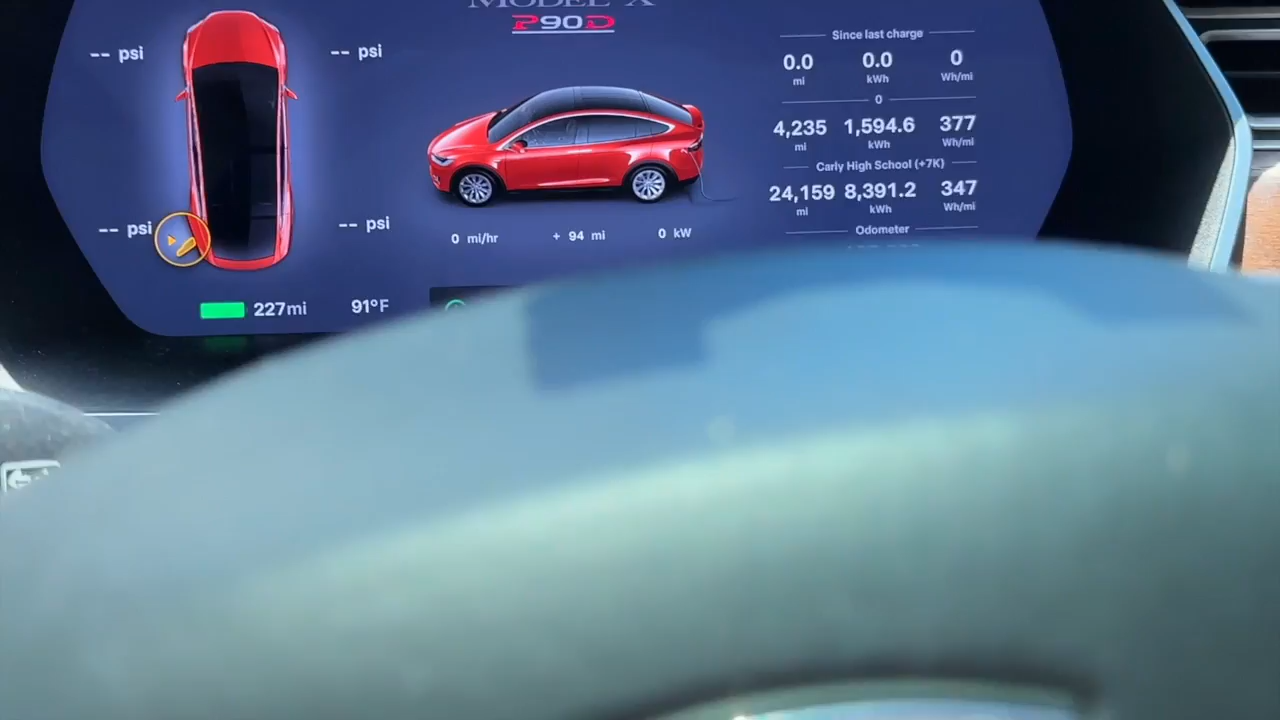 MODEL X
P90D
-- psi
-- psi
-- psi
-- psi
227mi
91°F
0 mi/hr
+ 94 mi
0 kW
Since last charge
0.0 0.0 0
mi kWh Wh/mi
0
4,235 1,594.6 377
mi kWh Wh/mi
Carly High School (+7K)
24,159 8,391.2 347
mi kWh Wh/mi
Odometer